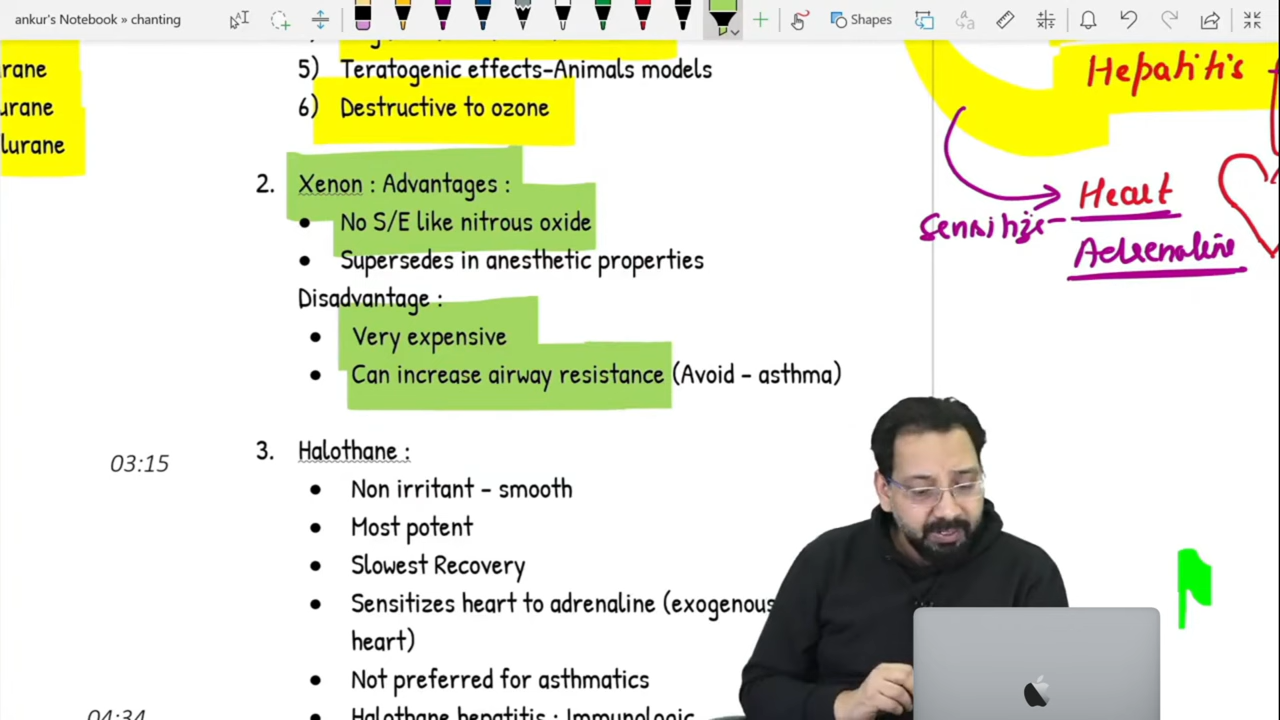 ankur's Notebook » chanting
Shapes
rane
5) Teratogenic effects-Animals models
urane
6) Destructive to ozone
lurane
Hepatitis
2. Xenon : Advantages :
• No S/E like nitrous oxide
• Supersedes in anesthetic properties
Disadvantage :
• Very expensive
• Can increase airway resistance (Avoid - asthma)
Heart
Sensitize
Adrenaline
03:15
3. Halothane :
• Non irritant - smooth
• Most potent
• Slowest Recovery
• Sensitizes heart to adrenaline (exogenous
heart)
• Not preferred for asthmatics
04:34
• Halothane hepatitis : Immunologic